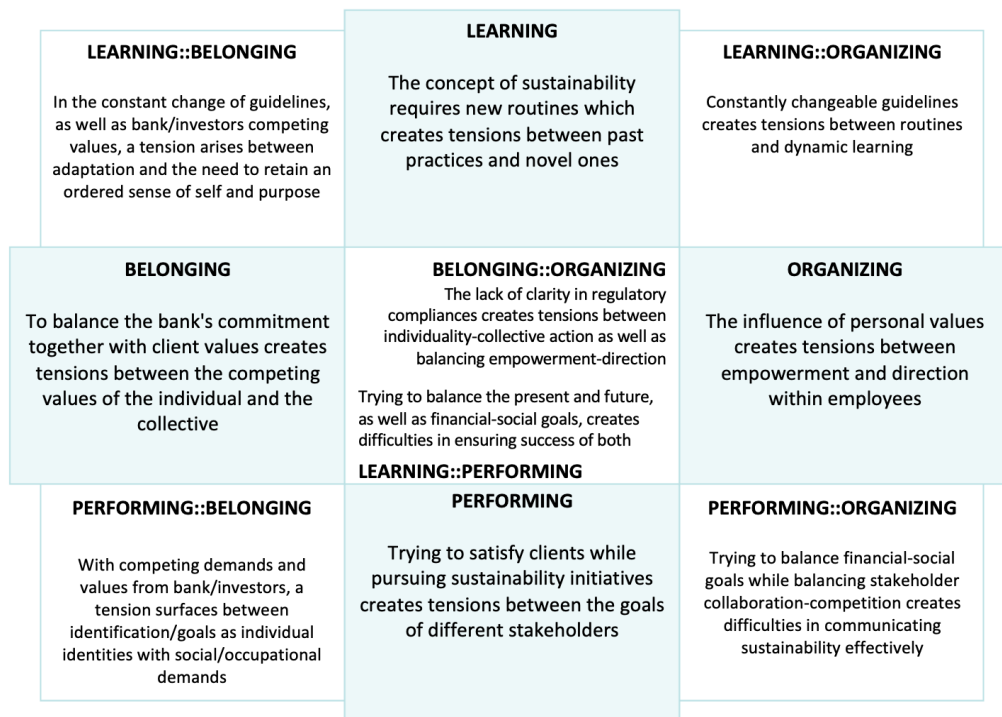 LEARNING::BELONGING
In the constant change of guidelines,
as well as bank/investors competing
values, a tension arises between
adaptation and the need to retain an
ordered sense of self and purpose
LEARNING
The concept of sustainability
requires new routines which
creates tensions between past
practices and novel ones
LEARNING::ORGANIZING
Constantly changeable guidelines
creates tensions between routines
and dynamic learning
BELONGING
To balance the bank's commitment
together with client values creates
tensions between the competing
values of the individual and the
collective
BELONGING::ORGANIZING
The lack of clarity in regulatory
compliances creates tensions between
individuality-collective action as well as
balancing empowerment-direction
Trying to balance the present and future,
as well as financial-social goals, creates
difficulties in ensuring success of both
LEARNING::PERFORMING
ORGANIZING
The influence of personal values
creates tensions between
empowerment and direction
within employees
PERFORMING::BELONGING
With competing demands and
values from bank/investors, a
tension surfaces between
identification/goals as individual
identities with social/occupational
demands
PERFORMING
Trying to satisfy clients while
pursuing sustainability initiatives
creates tensions between the goals
of different stakeholders
PERFORMING::ORGANIZING
Trying to balance financial-social
goals while balancing stakeholder
collaboration-competition creates
difficulties in communicating
sustainability effectively